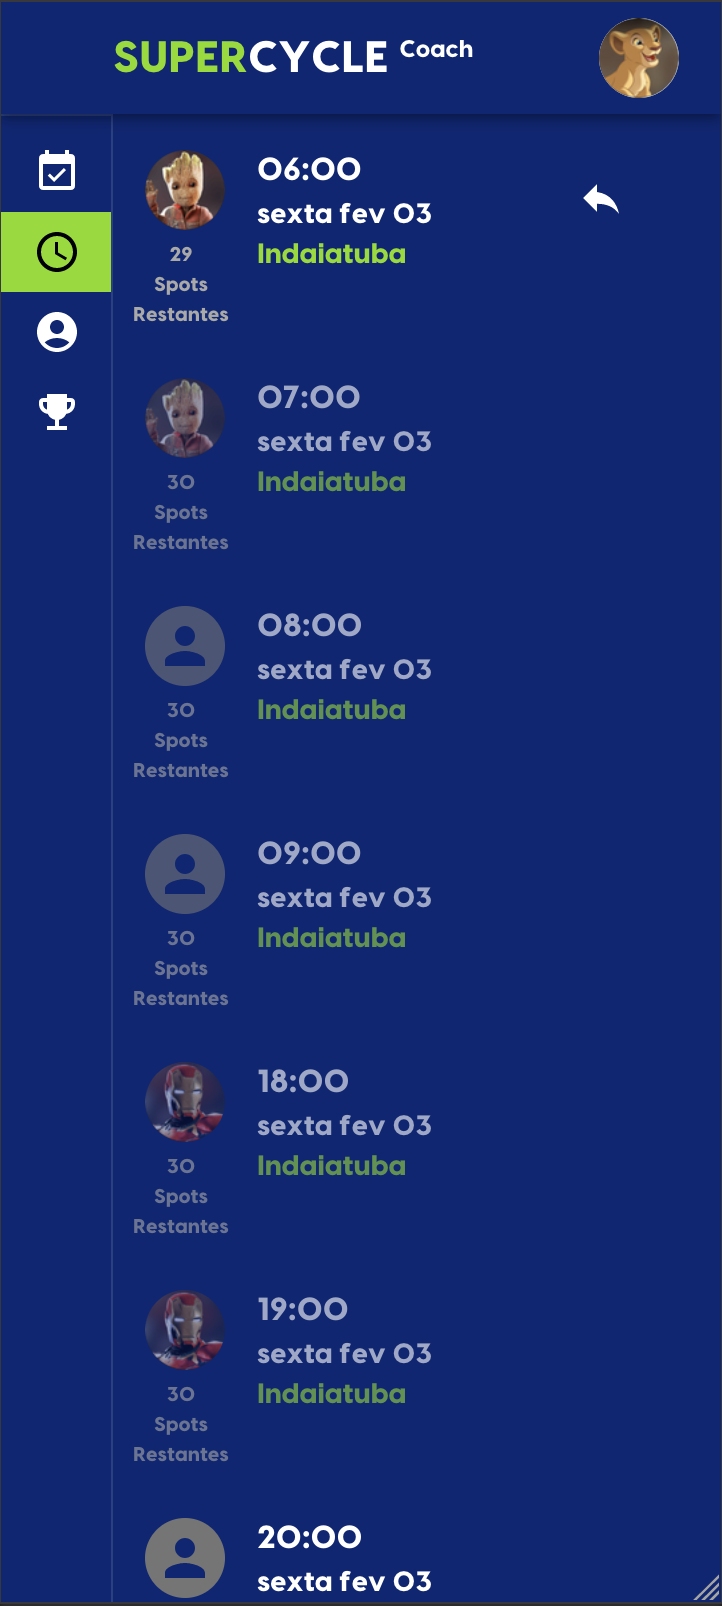 SUPERCYCLE Coach
06:00
sexta fev 03
Indaiatuba
29
Spots
Restantes
07:00
sexta fev 03
Indaiatuba
30
Spots
Restantes
08:00
sexta fev 03
Indaiatuba
30
Spots
Restantes
09:00
sexta fev 03
Indaiatuba
30
Spots
Restantes
18:00
sexta fev 03
Indaiatuba
30
Spots
Restantes
19:00
sexta fev 03
Indaiatuba
30
Spots
Restantes
20:00
sexta fev 03